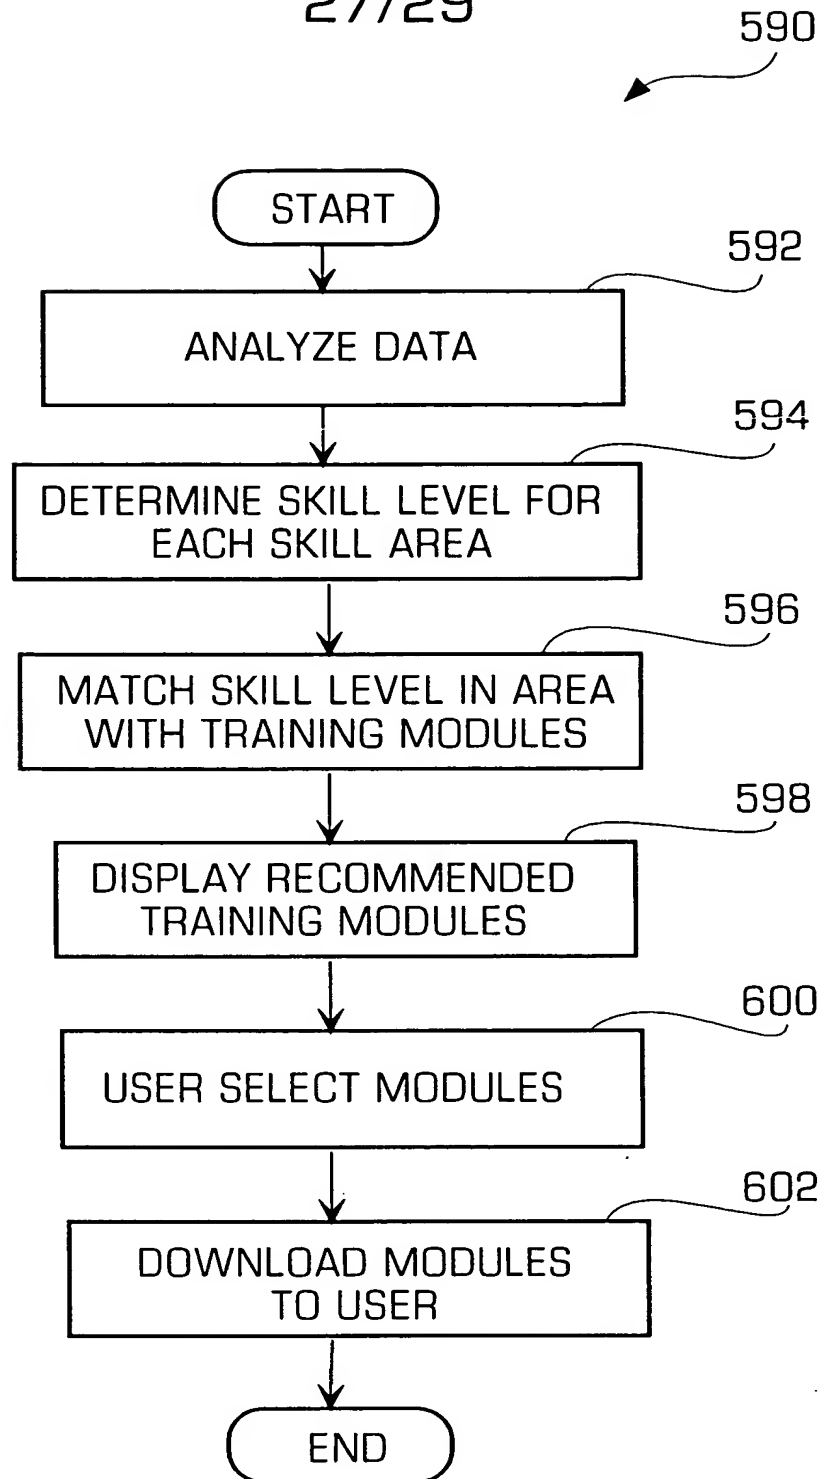 27/29
590
START
592
ANALYZE DATA
594
DETERMINE SKILL LEVEL FOR
EACH SKILL AREA
596
MATCH SKILL LEVEL IN AREA
WITH TRAINING MODULES
598
DISPLAY RECOMMENDED
TRAINING MODULES
600
USER SELECT MODULES
602
DOWNLOAD MODULES
TO USER
END